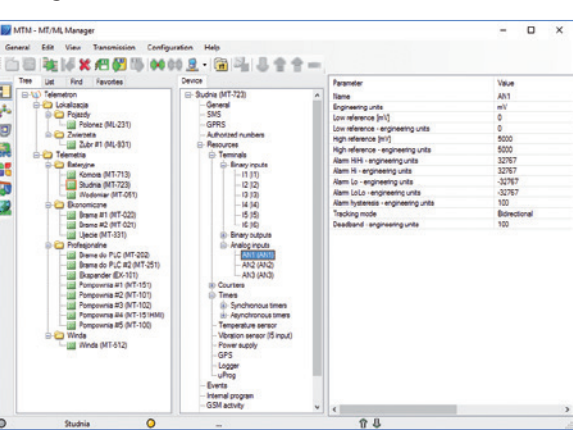 MTM - MT/ML Manager
General Edit View Transmission Configuration Help
Tree List Find Favorites
Telemetron
Lokalizacja
Pojazdy
Polonez (ML-231)
Zwierzeta
Żubr #1 (ML-931)
Telemetria
Bateryjne
Komora (MT-713)
Studnia (MT-723)
Wodomiar (MT-051)
Ekonomiczne
Brama #1 (MT-020)
Brama #2 (MT-021)
Ujecie (MT-331)
Profesjonalne
Brama do PLC (MT-202)
Brama do PLC #2 (MT-251)
Ekspander (EX-101)
Pompownia #1 (MT-151)
Pompownia #2 (MT-101)
Pompownia #3 (MT-102)
Pompownia #4 (MT-151HMI)
Pompownia #5 (MT-100)
Winda
Winda (MT-512)
Device
Studnia (MT-723)
General
SMS
GPRS
Authorized numbers
Resources
Terminals
Binary inputs
I1 (I1)
I2 (I2)
I3 (I3)
I4 (I4)
I5 (I5)
I6 (I6)
Binary outputs
Analog inputs
AN1 (AN1)
AN2 (AN2)
AN3 (AN3)
Counters
Timers
Synchronous timers
Asynchronous timers
Temperature sensor
Vibration sensor (I5 input)
Power supply
GPS
Logger
uProg
Events
Internal program
GSM activity
Parameter Value
Name AN1
Engineering units mV
Low reference [mV] 0
Low reference - engineering units 0
High reference [mV] 5000
High reference - engineering units 5000
Alarm HiHi - engineering units 32767
Alarm Hi - engineering units 32767
Alarm Lo - engineering units -32767
Alarm LoLo - engineering units -32767
Alarm hysteresis - engineering units 100
Tracking mode Bidirectional
Deadband - engineering units 100
Studnia ...